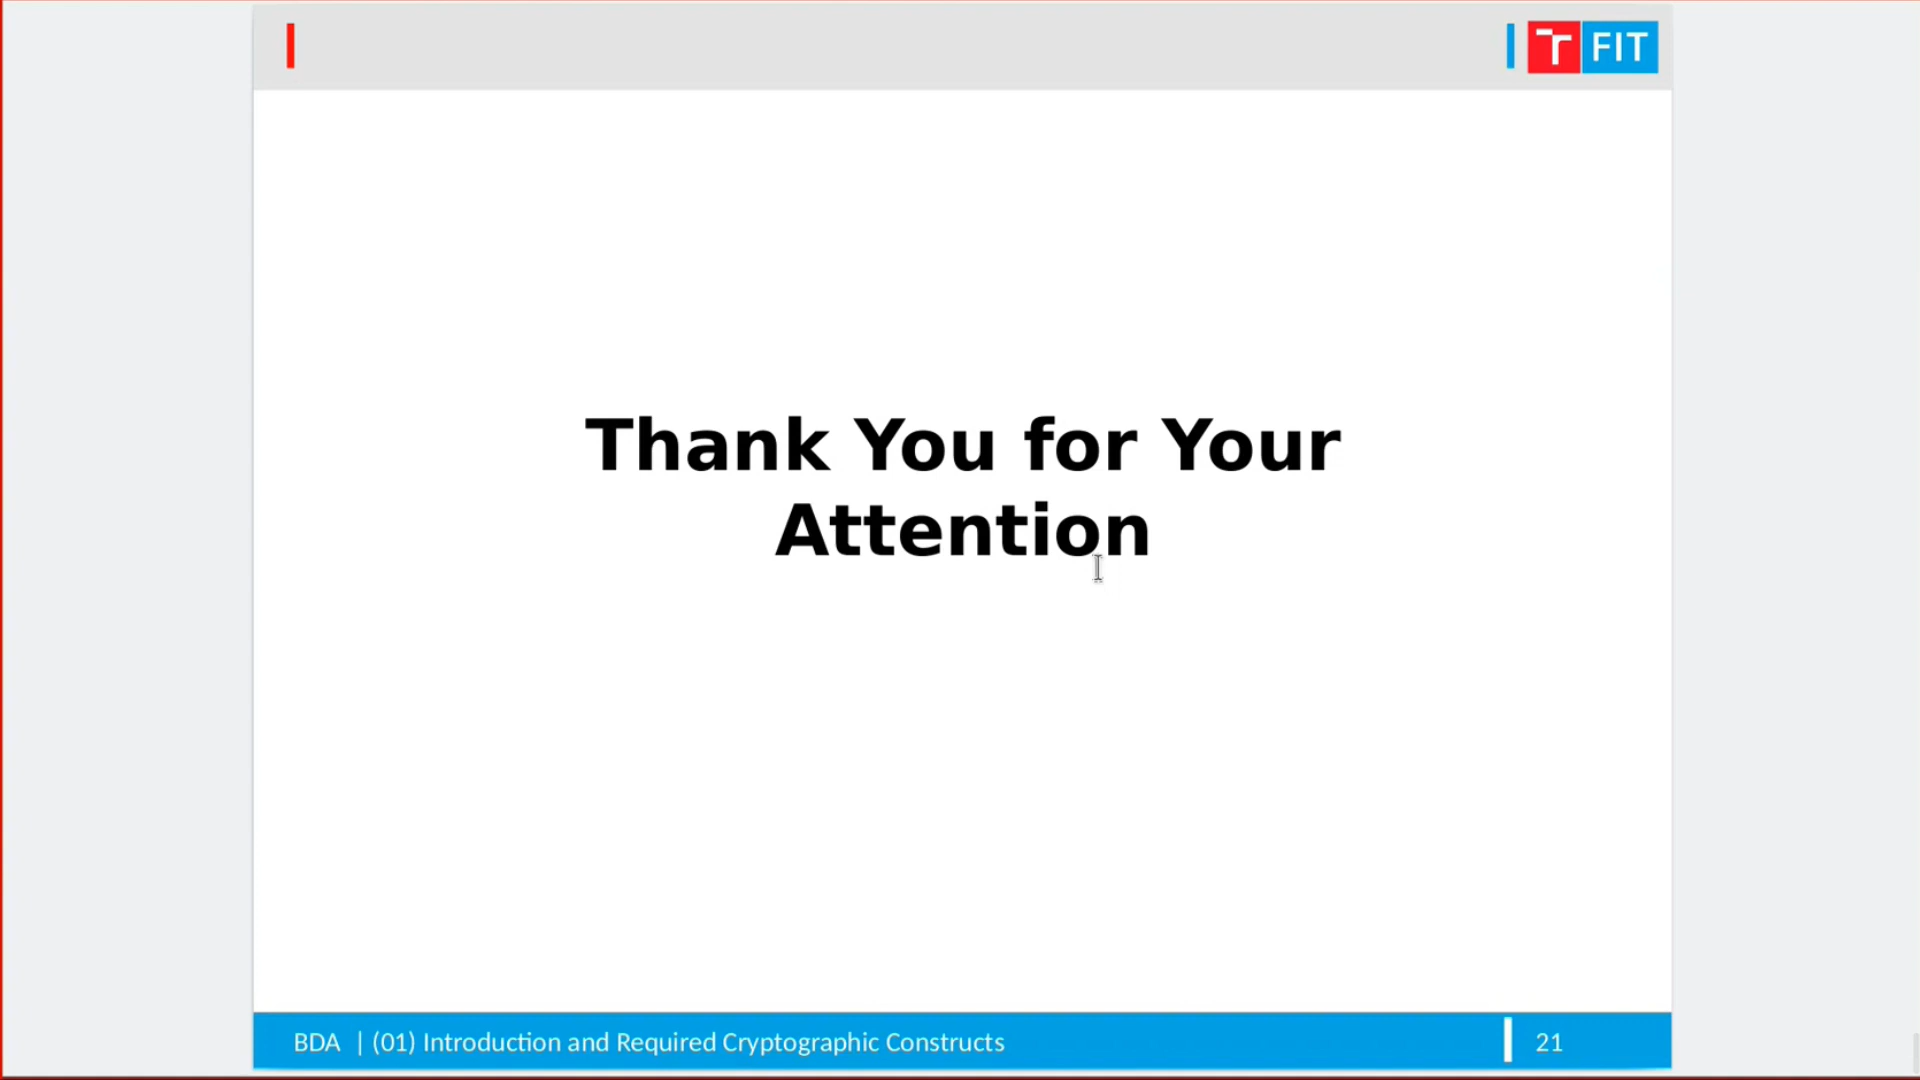 T FIT
Thank You for Your
Attention
BDA | (01) Introduction and Required Cryptographic Constructs
21